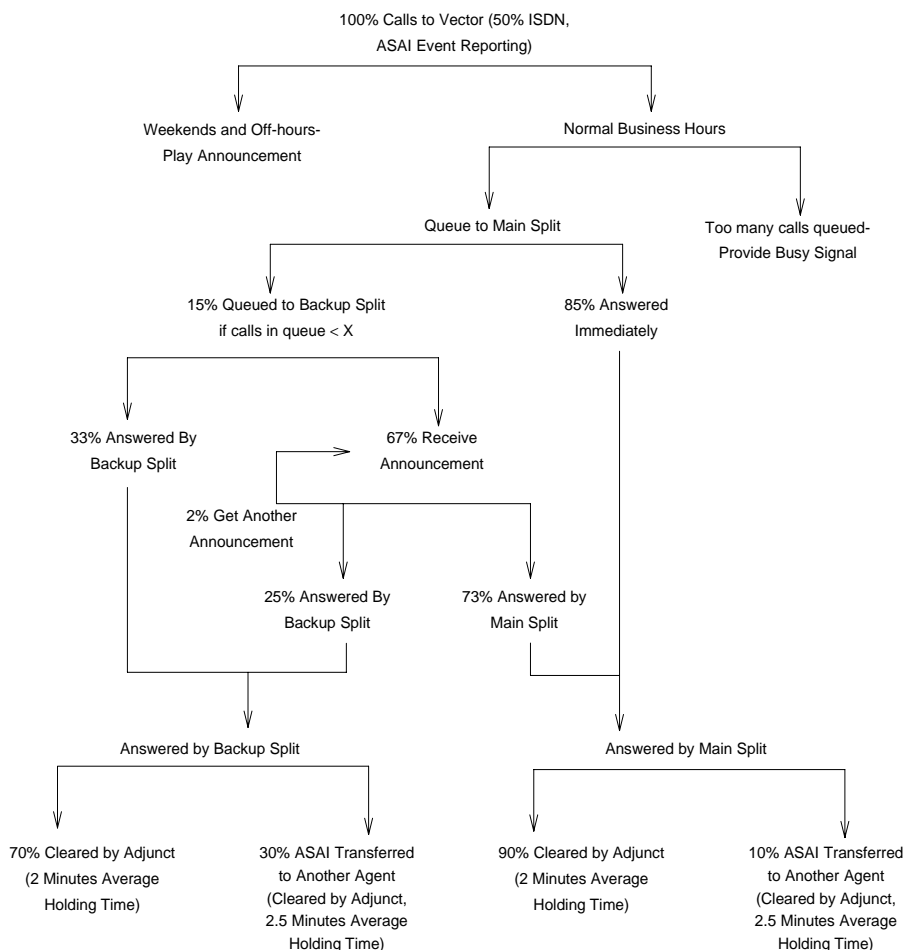 100% Calls to Vector (50% ISDN,
ASAI Event Reporting)
Weekends and Off-hours-
Play Announcement
Normal Business Hours
Queue to Main Split
Too many calls queued-
Provide Busy Signal
15% Queued to Backup Split
if calls in queue < X
85% Answered
Immediately
33% Answered By
Backup Split
67% Receive
Announcement
2% Get Another
Announcement
25% Answered By
Backup Split
73% Answered by
Main Split
Answered by Backup Split
Answered by Main Split
70% Cleared by Adjunct
(2 Minutes Average
Holding Time)
30% ASAI Transferred
to Another Agent
(Cleared by Adjunct,
2.5 Minutes Average
Holding Time)
90% Cleared by Adjunct
(2 Minutes Average
Holding Time)
10% ASAI Transferred
to Another Agent
(Cleared by Adjunct,
2.5 Minutes Average
Holding Time)